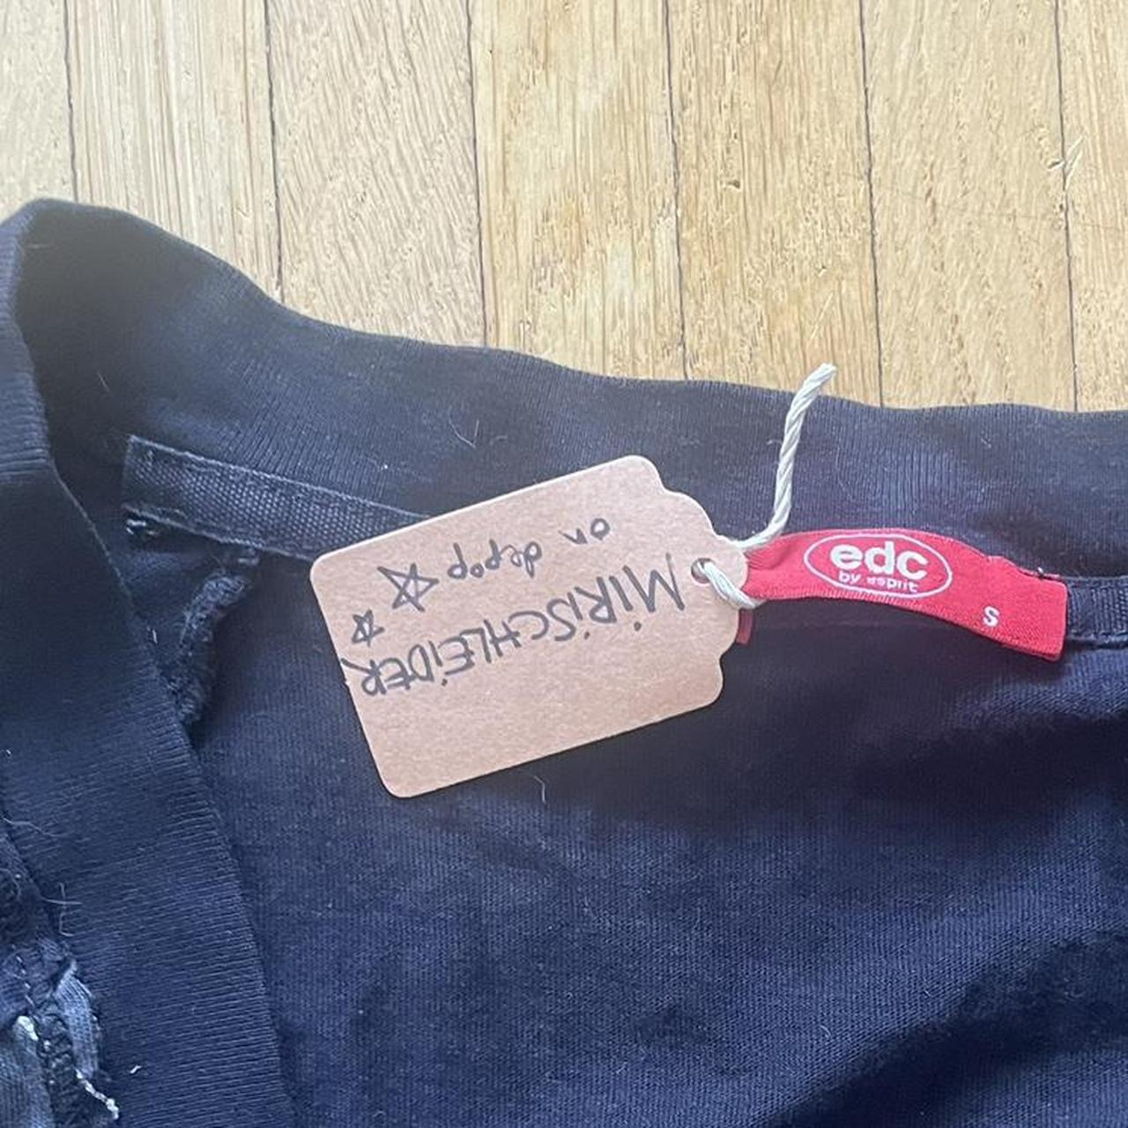 MiRiSCHLEiDER
on depop
edc
by esprit
S